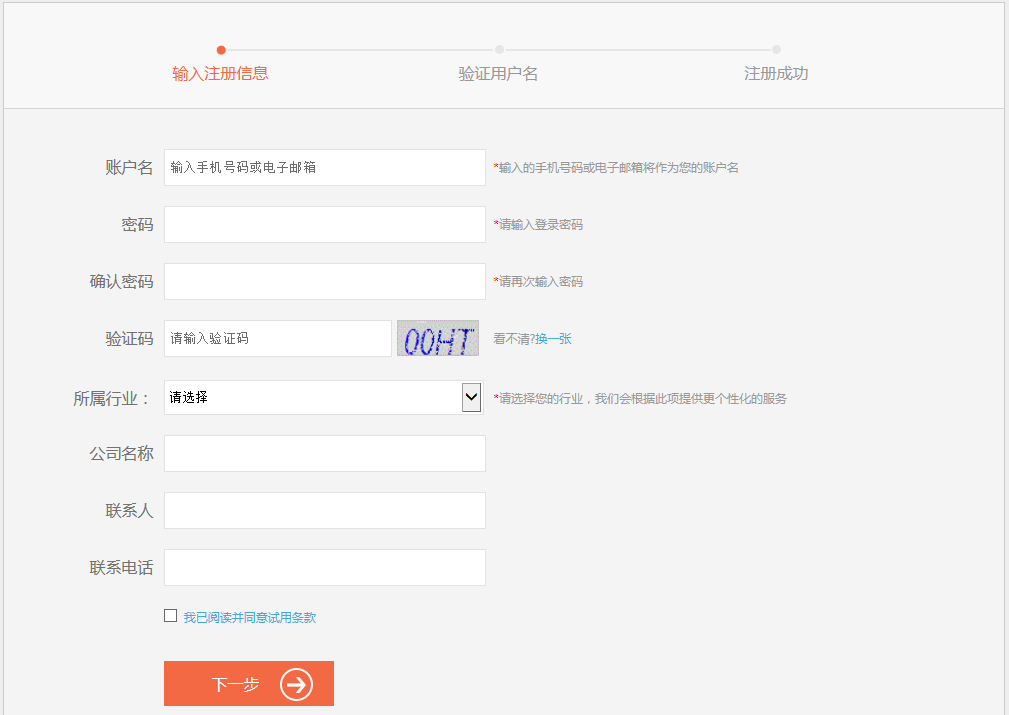 输入注册信息 验证用户名 注册成功
账户名 输入手机号码或电子邮箱 *输入的手机号码或电子邮箱将作为您的账户名
密码 *请输入登录密码
确认密码 *请再次输入密码
验证码 请输入验证码 00HT 看不清?换一张
所属行业： 请选择 *请选择您的行业，我们会根据此项提供更个性化的服务
公司名称
联系人
联系电话
我已阅读并同意试用条款
下一步